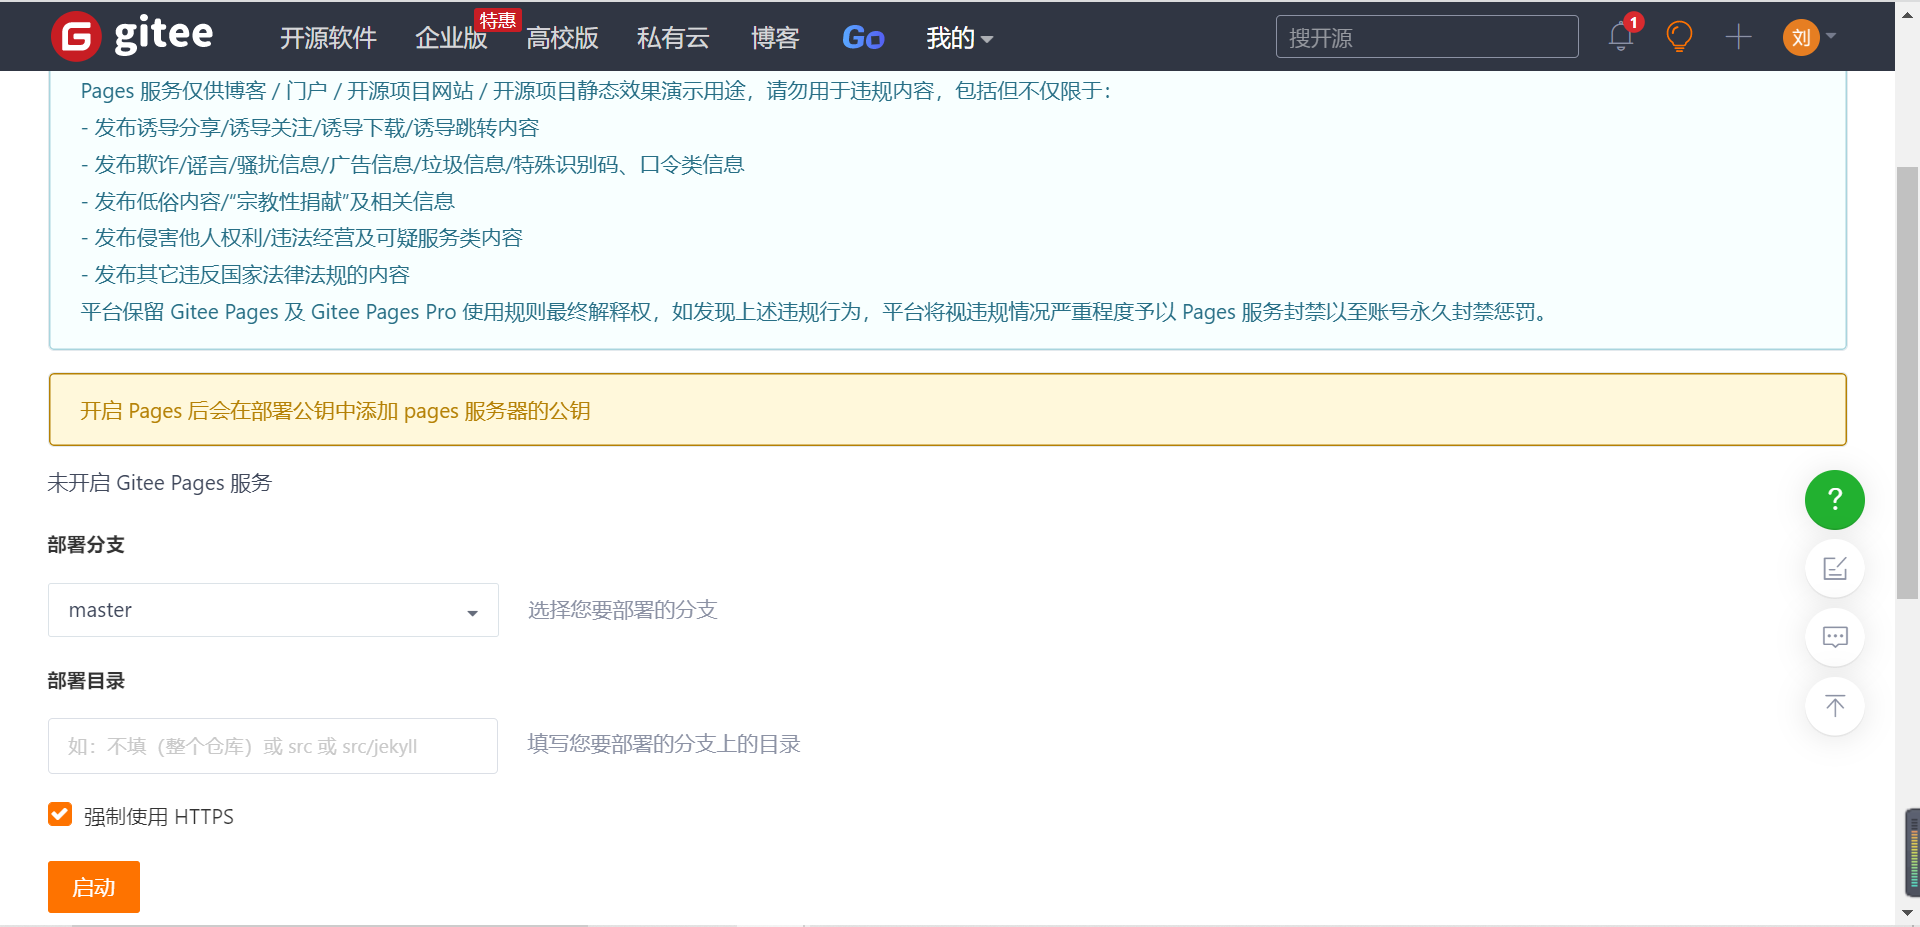 gitee
开源软件
企业版
特惠
高校版
私有云
博客
Go
我的
搜开源
1
刘
Pages 服务仅供博客 / 门户 / 开源项目网站 / 开源项目静态效果演示用途，请勿用于违规内容，包括但不仅限于：
- 发布诱导分享/诱导关注/诱导下载/诱导跳转内容
- 发布欺诈/谣言/骚扰信息/广告信息/垃圾信息/特殊识别码、口令类信息
- 发布低俗内容/“宗教性捐献”及相关信息
- 发布侵害他人权利/违法经营及可疑服务类内容
- 发布其它违反国家法律法规的内容
平台保留 Gitee Pages 及 Gitee Pages Pro 使用规则最终解释权，如发现上述违规行为，平台将视违规情况严重程度予以 Pages 服务封禁以至账号永久封禁惩罚。
开启 Pages 后会在部署公钥中添加 pages 服务器的公钥
未开启 Gitee Pages 服务
部署分支
master
选择您要部署的分支
部署目录
如：不填（整个仓库）或 src 或 src/jekyll
填写您要部署的分支上的目录
强制使用 HTTPS
启动
?